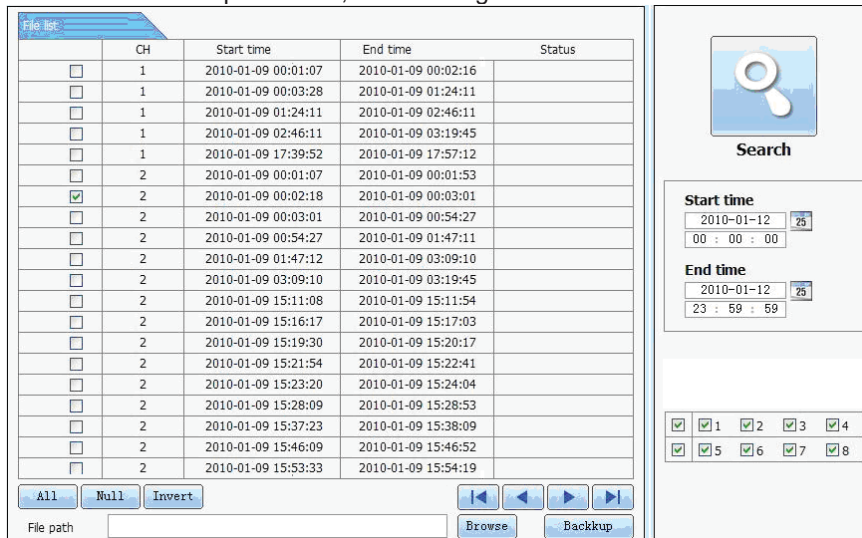 File list
CH Start time End time Status
1 2010-01-09 00:01:07 2010-01-09 00:02:16
1 2010-01-09 00:03:28 2010-01-09 01:24:11
1 2010-01-09 01:24:11 2010-01-09 02:46:11
1 2010-01-09 02:46:11 2010-01-09 03:19:45
1 2010-01-09 17:39:52 2010-01-09 17:57:12
2 2010-01-09 00:01:07 2010-01-09 00:01:53
2 2010-01-09 00:02:18 2010-01-09 00:03:01
2 2010-01-09 00:03:01 2010-01-09 00:54:27
2 2010-01-09 00:54:27 2010-01-09 01:47:11
2 2010-01-09 01:47:12 2010-01-09 03:09:10
2 2010-01-09 03:09:10 2010-01-09 03:19:45
2 2010-01-09 15:11:08 2010-01-09 15:11:54
2 2010-01-09 15:16:17 2010-01-09 15:17:03
2 2010-01-09 15:19:30 2010-01-09 15:20:17
2 2010-01-09 15:21:54 2010-01-09 15:22:41
2 2010-01-09 15:23:20 2010-01-09 15:24:04
2 2010-01-09 15:28:09 2010-01-09 15:28:53
2 2010-01-09 15:37:23 2010-01-09 15:38:09
2 2010-01-09 15:46:09 2010-01-09 15:46:52
2 2010-01-09 15:53:33 2010-01-09 15:54:19
All Null Invert
File path Browse Backkup
Search
Start time
2010-01-12 25
00 : 00 : 00
End time
2010-01-12 25
23 : 59 : 59
1 2 3 4
5 6 7 8